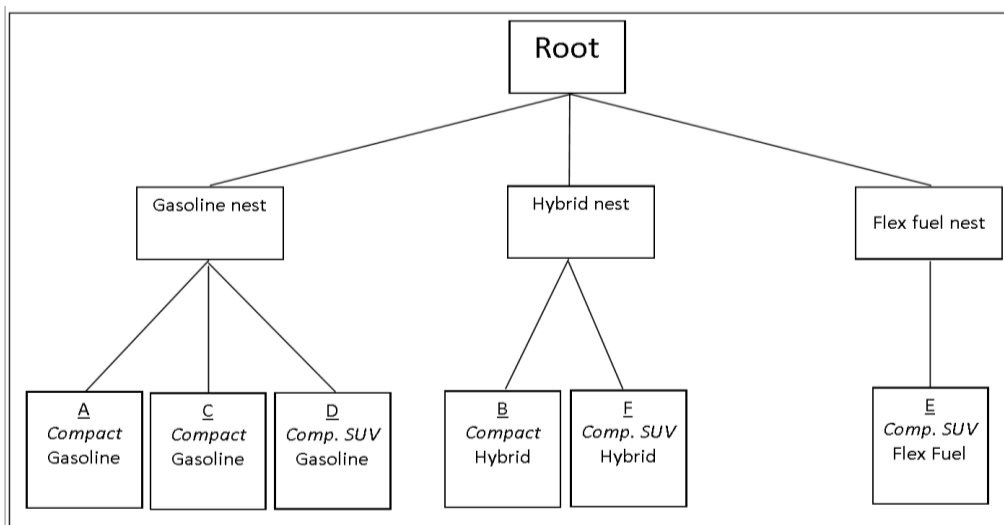 Root
Gasoline nest
Hybrid nest
Flex fuel nest
A
Compact
Gasoline
C
Compact
Gasoline
D
Comp. SUV
Gasoline
B
Compact
Hybrid
F
Comp. SUV
Hybrid
E
Comp. SUV
Flex Fuel